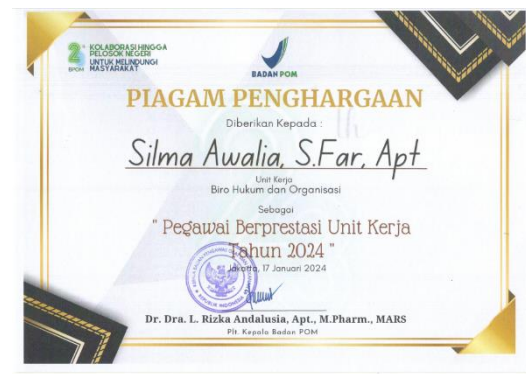 KOLABORASI HINGGA
PELOSOK NEGERI
UNTUK MELINDUNGI
MASYARAKAT
BPOM
BADAN POM
PIAGAM PENGHARGAAN
Diberikan Kepada :
Silma Awalia, S.Far, Apt
Unit Kerja
Biro Hukum dan Organisasi
Sebagai
" Pegawai Berprestasi Unit Kerja
Tahun 2024 "
Jakarta, 17 Januari 2024
REPUBLIK INDONESIA
Dr. Dra. L. Rizka Andalusia, Apt., M.Pharm., MARS
Plt. Kepala Badan POM